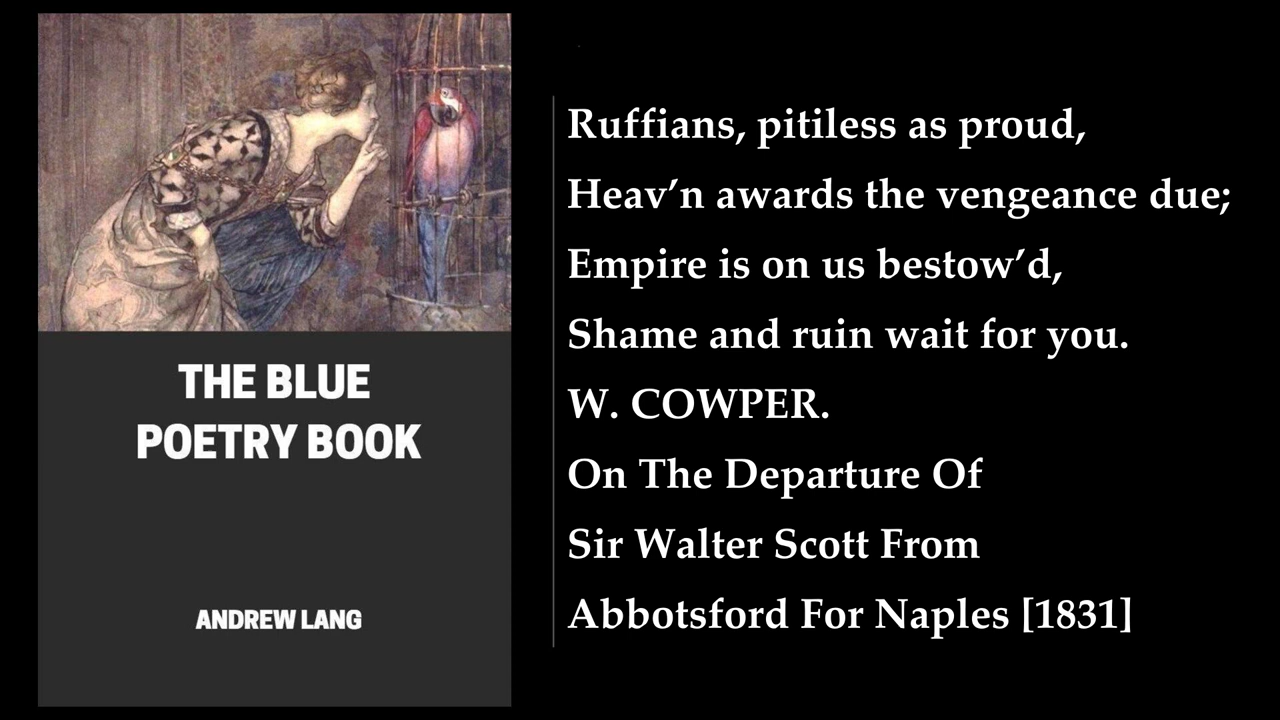 THE BLUE
POETRY BOOK
ANDREW LANG
Ruffians, pitiless as proud,
Heav’n awards the vengeance due;
Empire is on us bestow’d,
Shame and ruin wait for you.
W. COWPER.
On The Departure Of
Sir Walter Scott From
Abbotsford For Naples [1831]